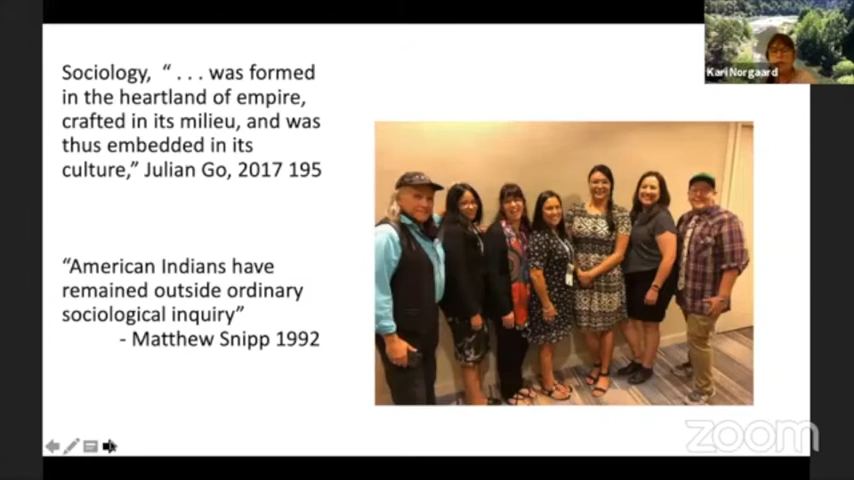 Sociology, “ . . . was formed
in the heartland of empire,
crafted in its milieu, and was
thus embedded in its
culture,” Julian Go, 2017 195
“American Indians have
remained outside ordinary
sociological inquiry”
- Matthew Snipp 1992
Kari Norgaard
zoom